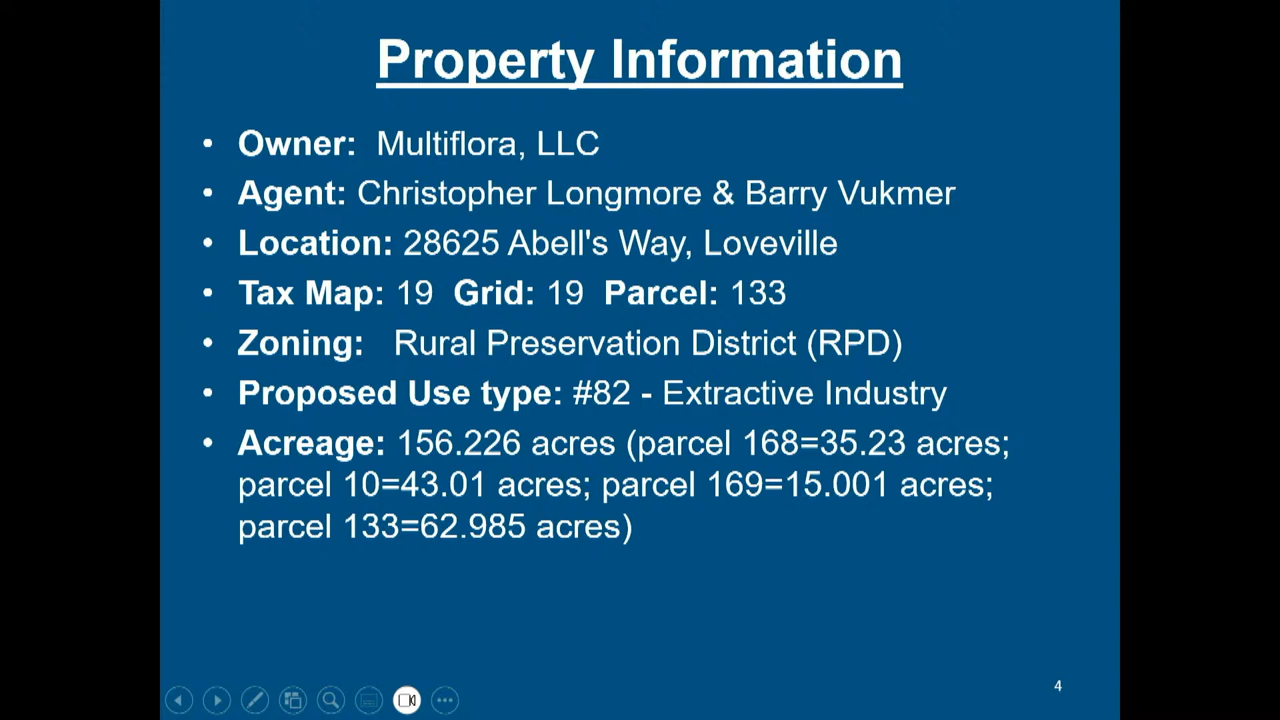 Property Information
• Owner: Multiflora, LLC
• Agent: Christopher Longmore & Barry Vukmer
• Location: 28625 Abell's Way, Loveville
• Tax Map: 19 Grid: 19 Parcel: 133
• Zoning: Rural Preservation District (RPD)
• Proposed Use type: #82 - Extractive Industry
• Acreage: 156.226 acres (parcel 168=35.23 acres;
parcel 10=43.01 acres; parcel 169=15.001 acres;
parcel 133=62.985 acres)
4